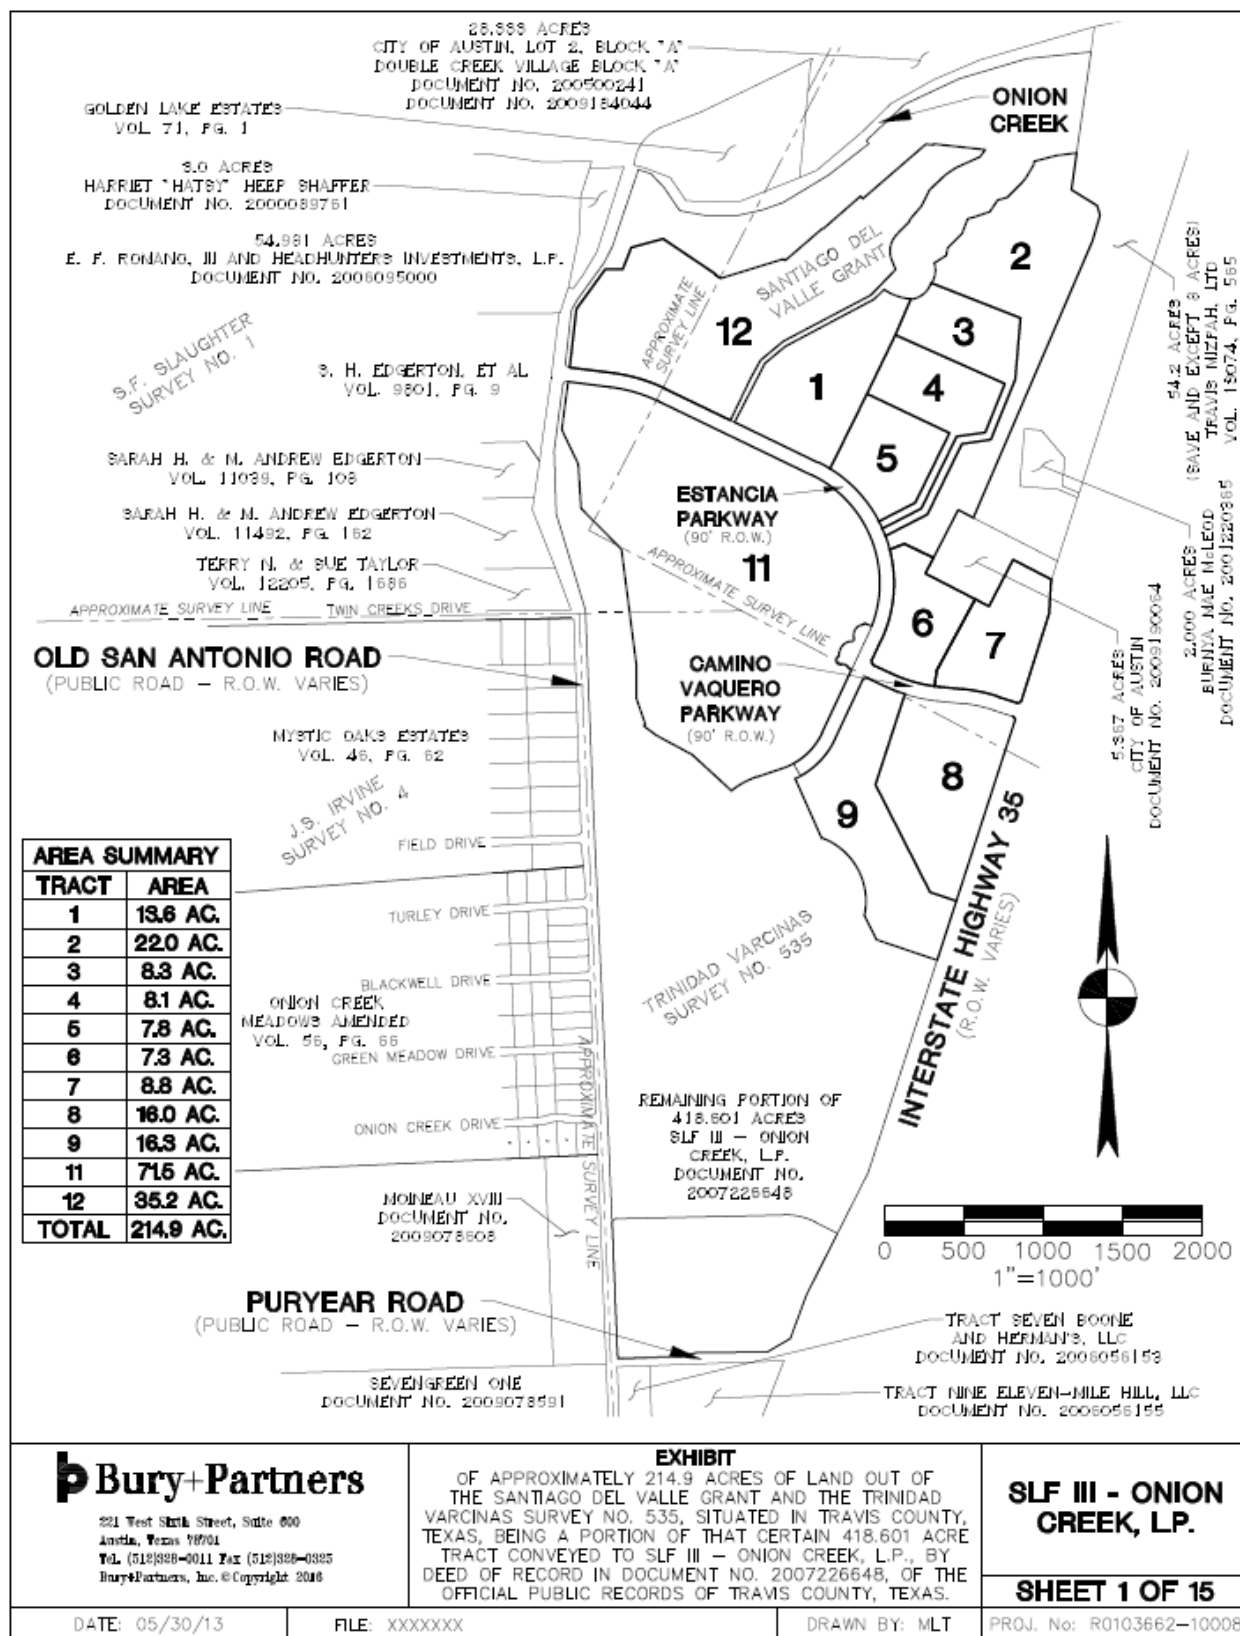 28.888 ACRES
CITY OF AUSTIN, LOT 2, BLOCK "A"
DOUBLE CREEK VILLAGE BLOCK "A"
DOCUMENT NO. 200500241
DOCUMENT NO. 2009184044
GOLDEN LAKE ESTATES
VOL. 71, PG. 1
ONION
CREEK
3.0 ACRES
HARRIET "HATSY" HEEP SHAFFER
DOCUMENT NO. 2000089761
54.981 ACRES
E. F. ROMANO, III AND HEADHUNTERS INVESTMENTS, L.P.
DOCUMENT NO. 2006095000
S.F. SLAUGHTER
SURVEY NO. 1
S. H. EDGERTON, ET AL
VOL. 9801, PG. 9
SARAH H. & M. ANDREW EDGERTON
VOL. 11039, PG. 108
SARAH H. & M. ANDREW EDGERTON
VOL. 11492, PG. 162
TERRY N. & SUE TAYLOR
VOL. 12205, PG. 1686
APPROXIMATE SURVEY LINE
TWIN CREEKS DRIVE
SANTIAGO DEL
VALLE GRANT
APPROXIMATE
SURVEY LINE
2
12
3
1
4
5
ESTANCIA
PARKWAY
(90' R.O.W.)
11
APPROXIMATE SURVEY LINE
6
7
CAMINO
VAQUERO
PARKWAY
(90' R.O.W.)
8
9
54.2 ACRES
(SAVE AND EXCEPT 8 ACRES)
TRAVIS MIZPAH, LTD
VOL. 13074, PG. 565
2.000 ACRES
BURNYA MAE McLEOD
DOCUMENT NO. 2001220365
5.367 ACRES
CITY OF AUSTIN
DOCUMENT NO. 2009190064
OLD SAN ANTONIO ROAD
(PUBLIC ROAD – R.O.W. VARIES)
MYSTIC OAKS ESTATES
VOL. 46, PG. 62
J.S. IRVINE
SURVEY NO. 4
FIELD DRIVE
TURLEY DRIVE
BLACKWELL DRIVE
ONION CREEK
MEADOWS AMENDED
VOL. 56, PG. 66
GREEN MEADOW DRIVE
ONION CREEK DRIVE
APPROXIMATE SURVEY LINE
TRINIDAD VARCINAS
SURVEY NO. 535
INTERSTATE HIGHWAY 35
(R.O.W. VARIES)
AREA SUMMARY
TRACT AREA
1 13.6 AC.
2 22.0 AC.
3 8.3 AC.
4 8.1 AC.
5 7.8 AC.
6 7.3 AC.
7 8.8 AC.
8 16.0 AC.
9 16.3 AC.
11 71.5 AC.
12 35.2 AC.
TOTAL 214.9 AC.
REMAINING PORTION OF
418.601 ACRES
SLF III – ONION
CREEK, L.P.
DOCUMENT NO.
2007226648
MOINEAU XVIII
DOCUMENT NO.
2009078608
0 500 1000 1500 2000
1"=1000'
PURYEAR ROAD
(PUBLIC ROAD – R.O.W. VARIES)
SEVENGREEN ONE
DOCUMENT NO. 2009078591
TRACT SEVEN BOONE
AND HERMAN'S, LLC
DOCUMENT NO. 2006056153
TRACT NINE ELEVEN–MILE HILL, LLC
DOCUMENT NO. 2006056155
Bury+Partners
221 West Sixth Street, Suite 600
Austin, Texas 78701
Tel. (512)328-0011 Fax (512)328-0325
Bury+Partners, Inc. © Copyright
EXHIBIT
OF APPROXIMATELY 214.9 ACRES OF LAND OUT OF
THE SANTIAGO DEL VALLE GRANT AND THE TRINIDAD
VARCINAS SURVEY NO. 535, SITUATED IN TRAVIS COUNTY,
TEXAS, BEING A PORTION OF THAT CERTAIN 418.601 ACRE
TRACT CONVEYED TO SLF III – ONION CREEK, L.P., BY
DEED OF RECORD IN DOCUMENT NO. 2007226648, OF THE
OFFICIAL PUBLIC RECORDS OF TRAVIS COUNTY, TEXAS.
SLF III - ONION
CREEK, L.P.
SHEET 1 OF 15
DATE: 05/30/13
FILE: XXXXXXX
DRAWN BY: MLT
PROJ. No: R0103662–10008